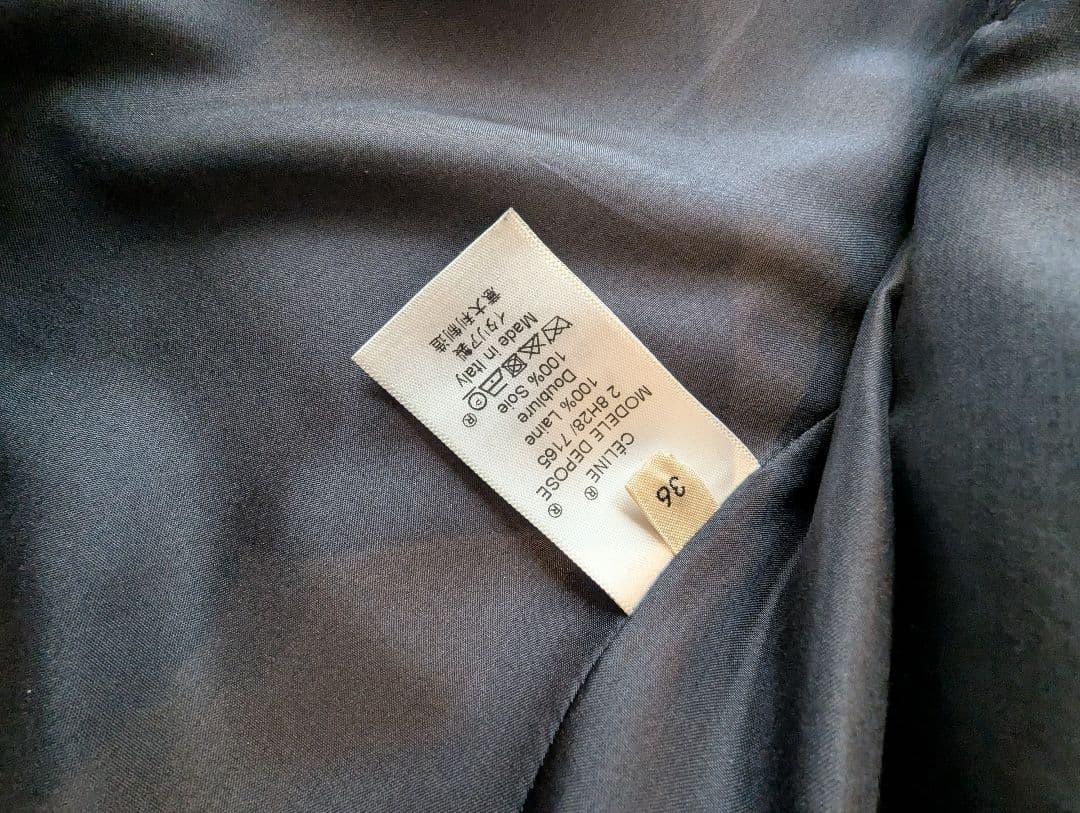 36
CÉLINE ®
MODELE DEPOSE ®
2 8H28/ 7165
100% Laine
Doublure
100% Soie
P ®
Made in Italy
イタリア製
意大利制造